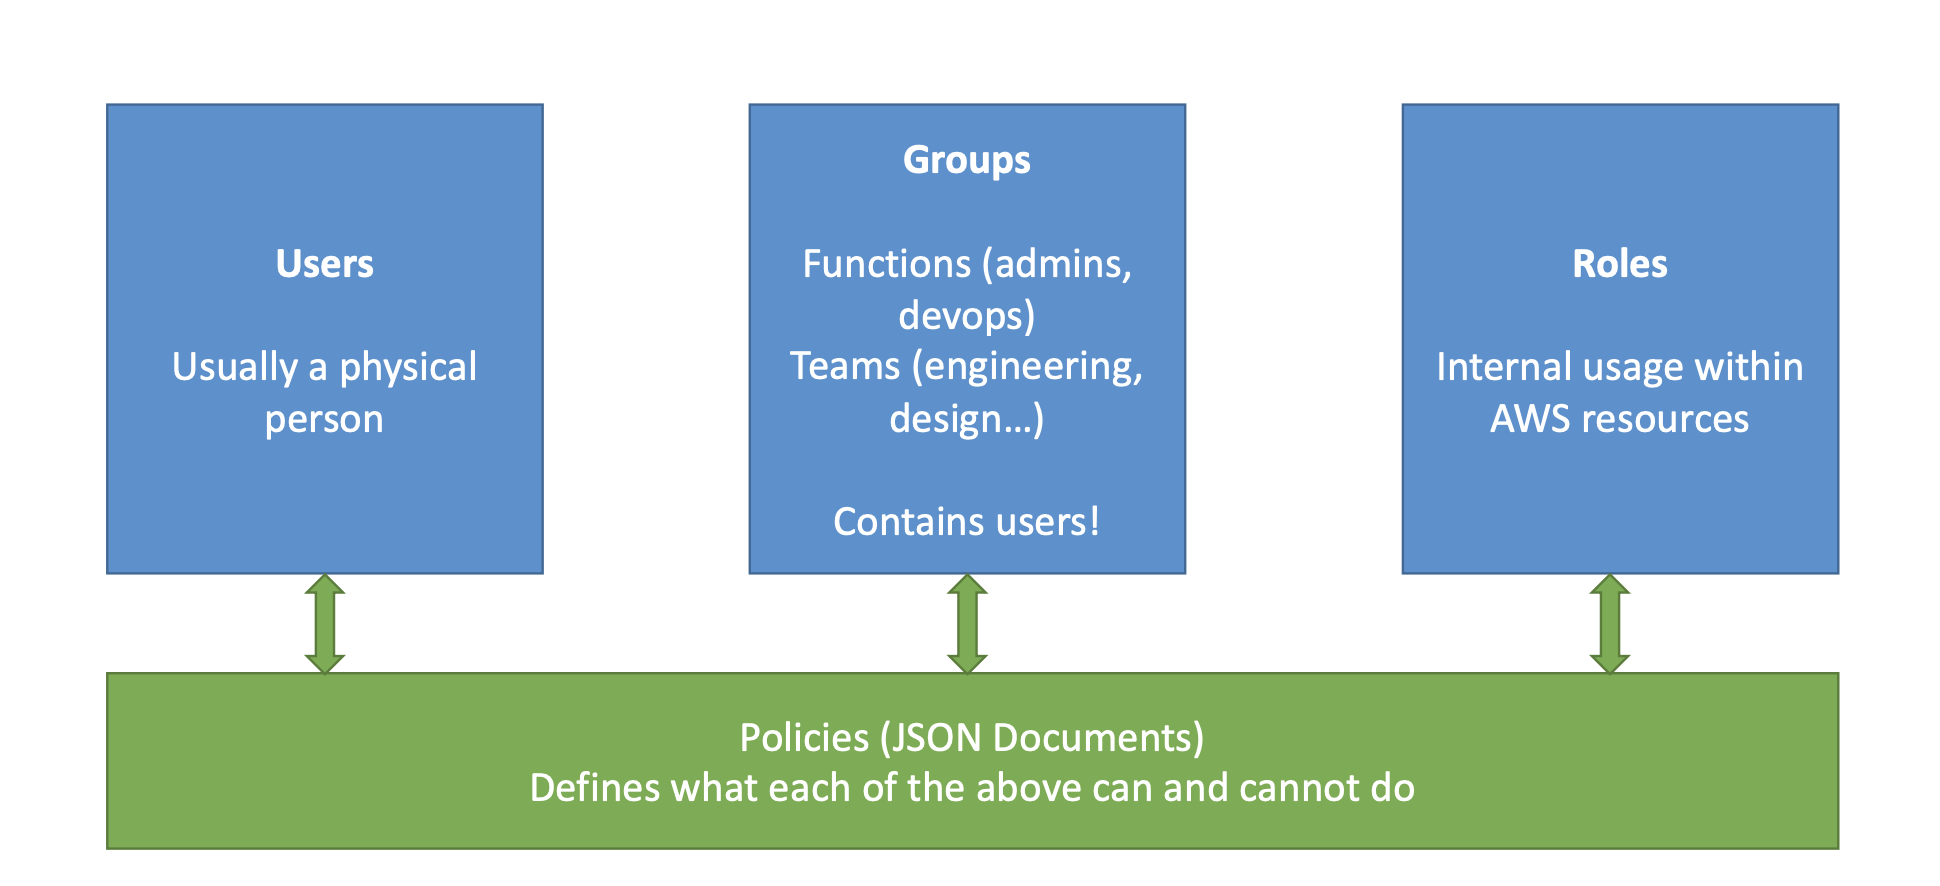 Users
Usually a physical
person
Groups
Functions (admins,
devops)
Teams (engineering,
design...)
Contains users!
Roles
Internal usage within
AWS resources
Policies (JSON Documents)
Defines what each of the above can and cannot do